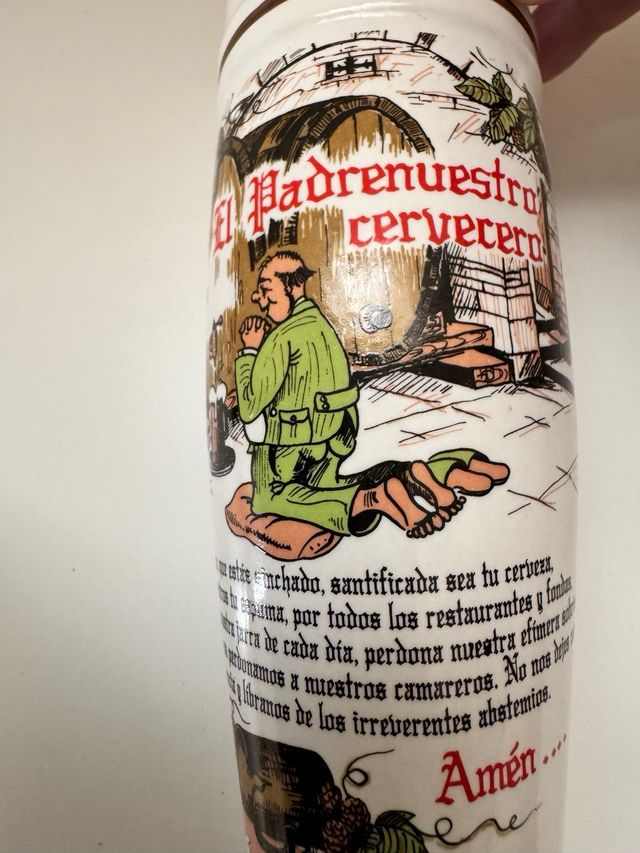 El Padrenuestro
cervecero
que estás hinchado, santificada sea tu cerveza,
tu espuma, por todos los restaurantes y fondas,
jarra de cada día, perdona nuestra efímera
perdonamos a nuestros camareros. No nos dejes
y líbranos de los irreverentes abstemios.
Amén....